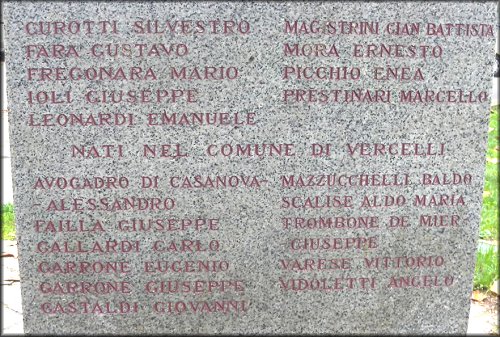 CUROTTI SILVESTRO
FARA GUSTAVO
FREGONARA MARIO
IOLI GIUSEPPE
LEONARDI EMANUELE
MAGISTRINI GIAN BATTISTA
MORA ERNESTO
PICCHIO ENEA
PRESTINARI MARCELLO
NATI NEL COMUNE DI VERCELLI
AVOGADRO DI CASANOVA-
-ALESSANDRO
FAILLA GIUSEPPE
GALLARDI CARLO
GARRONE EUGENIO
GARRONE GIUSEPPE
GASTALDI GIOVANNI
MAZZUCCHELLI BALDO
SCALISE ALDO MARIA
TROMBONE DE MIER
GIUSEPPE
VARESE VITTORIO
VIDOLETTI ANGELO